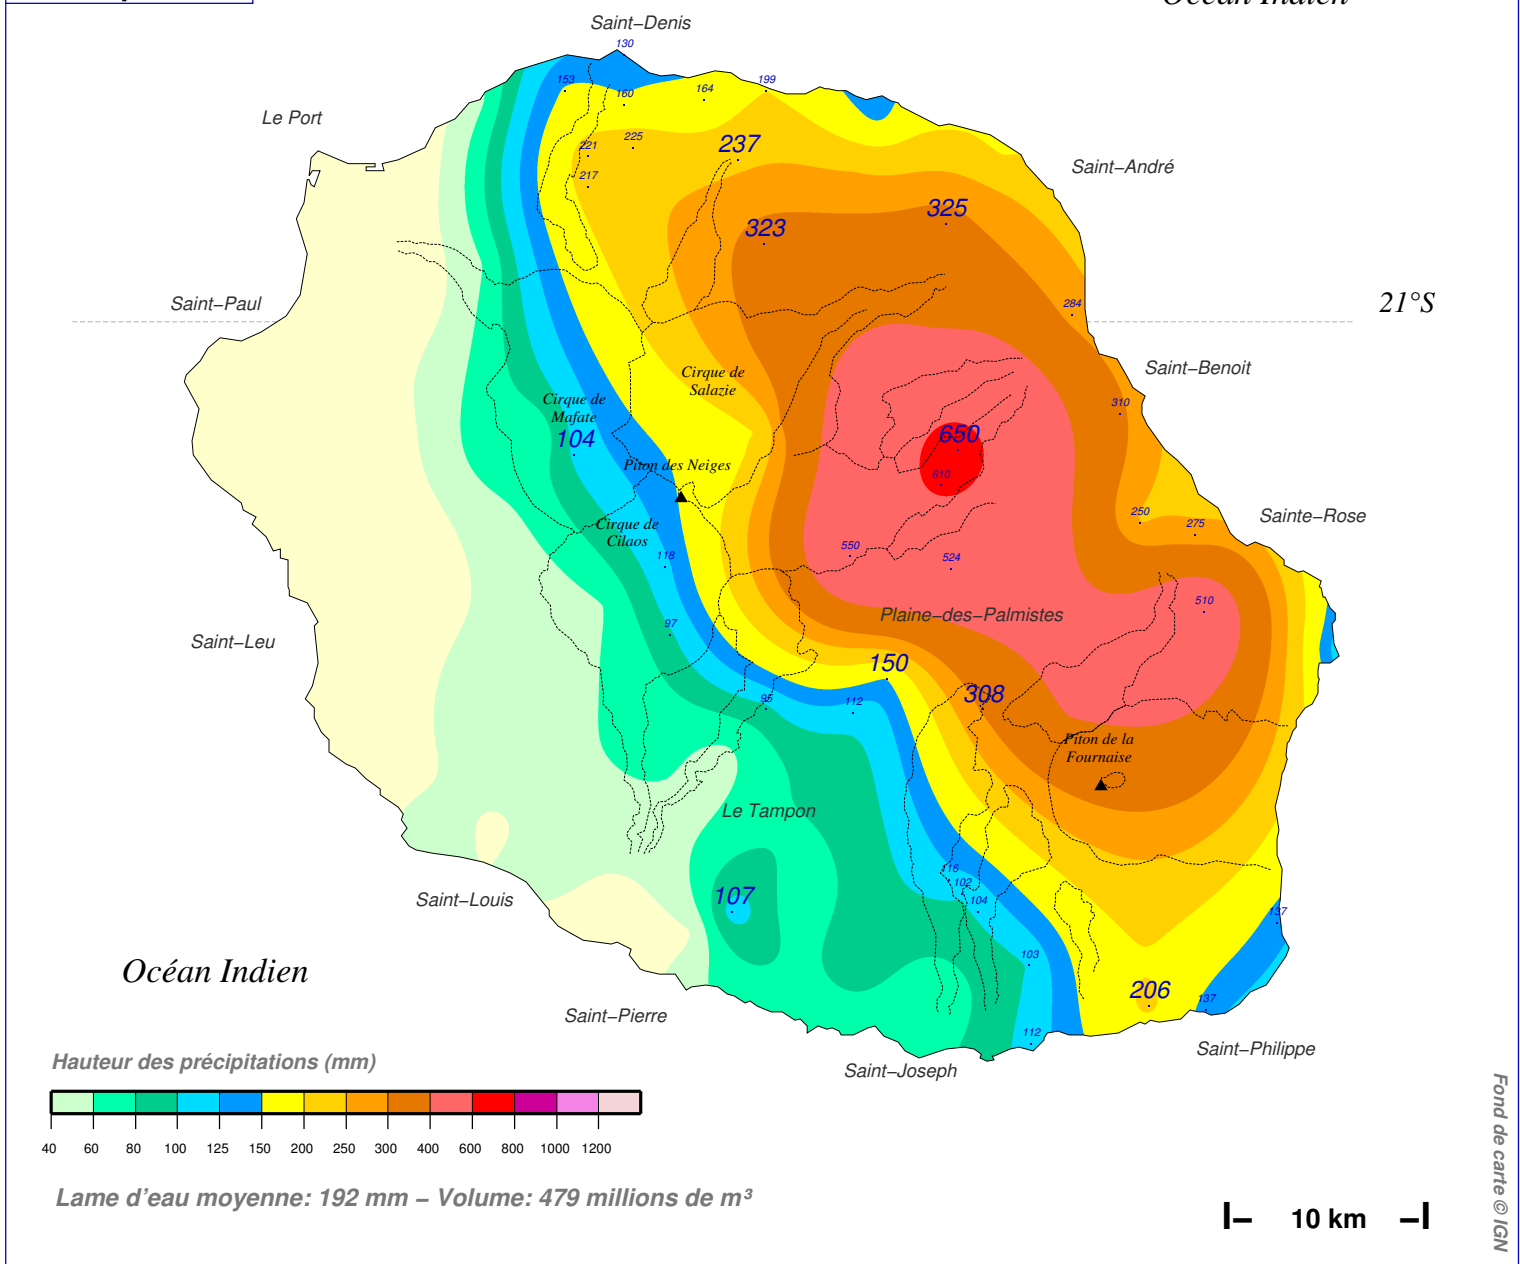 Saint–Denis
130
153
160
164
199
Le Port
221
225
237
217
Saint–André
323
325
Saint–Paul
284
21°S
Cirque de
Salazie
Saint–Benoit
Cirque de
Mafate
104
310
650
Piton des Neiges
610
Cirque de
Cilaos
118
250
275
Sainte–Rose
550
524
97
510
Plaine–des–Palmistes
Saint–Leu
150
308
95
112
Piton de la
Fournaise
Le Tampon
116
102
104
107
Saint–Louis
137
103
Océan Indien
206
137
Saint–Pierre
112
Saint–Philippe
Saint–Joseph
Hauteur des précipitations (mm)
40 60 80 100 125 150 200 250 300 400 600 800 1000 1200
Lame d'eau moyenne: 192 mm – Volume: 479 millions de m³
10 km
Fond de carte © IGN